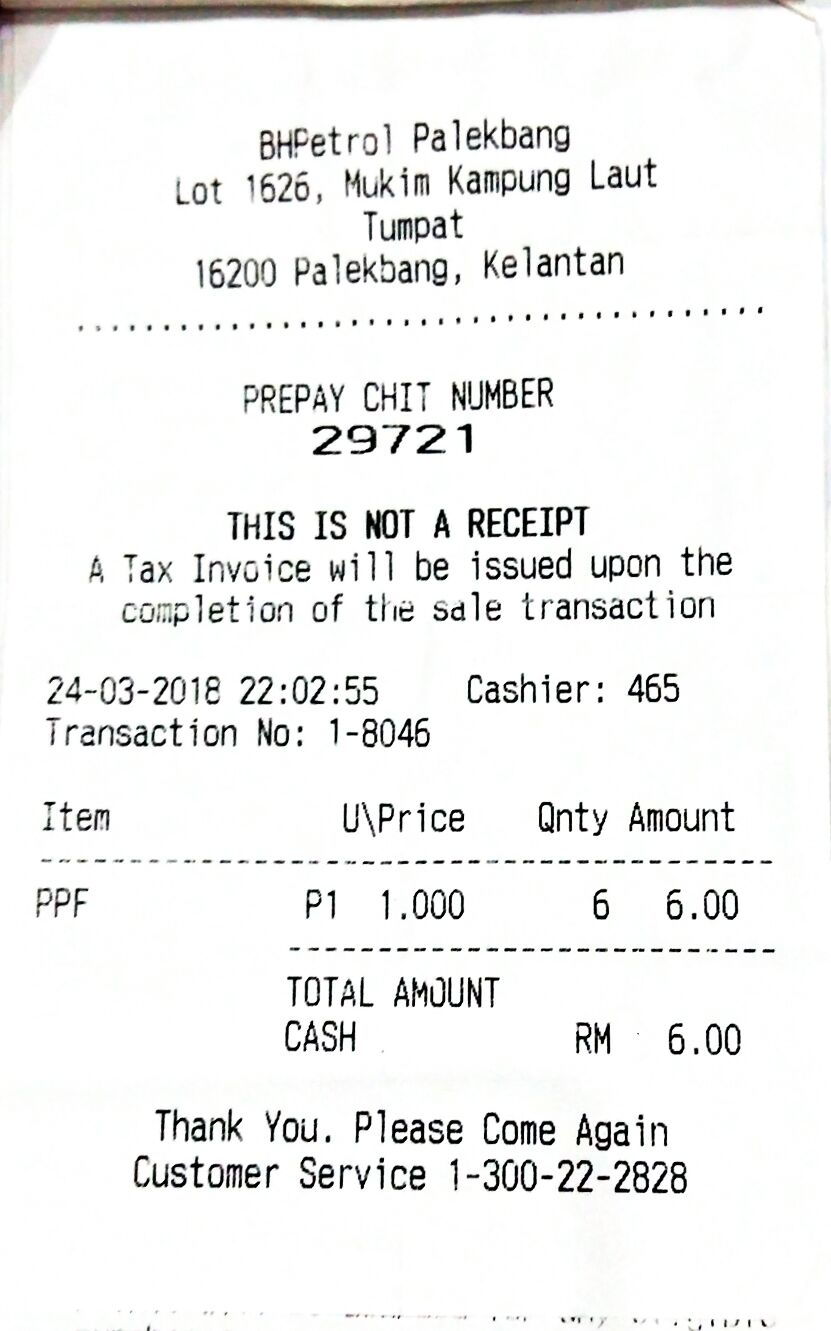 BHPetrol Palekbang
Lot 1626, Mukim Kampung Laut
Tumpat
16200 Palekbang, Kelantan
........................................
PREPAY CHIT NUMBER
29721
THIS IS NOT A RECEIPT
A Tax Invoice will be issued upon the
completion of the sale transaction
24-03-2018 22:02:55 Cashier: 465
Transaction No: 1-8046
Item U\Price Qnty Amount
PPF P1 1.000 6 6.00
TOTAL AMOUNT
CASH RM 6.00
Thank You. Please Come Again
Customer Service 1-300-22-2828